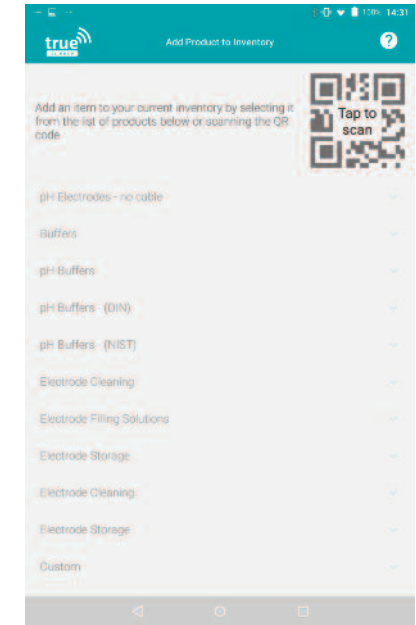 100% 14:31
true
SCIENCE
Add Product to Inventory
?
Add an item to your current inventory by selecting it
from the list of products below or scanning the QR
code
Tap to
scan
pH Electrodes - no cable
Buffers
pH Buffers
pH Buffers (DIN)
pH Buffers (NIST)
Electrode Cleaning
Electrode Filling Solutions
Electrode Storage
Electrode Cleaning
Electrode Storage
Custom